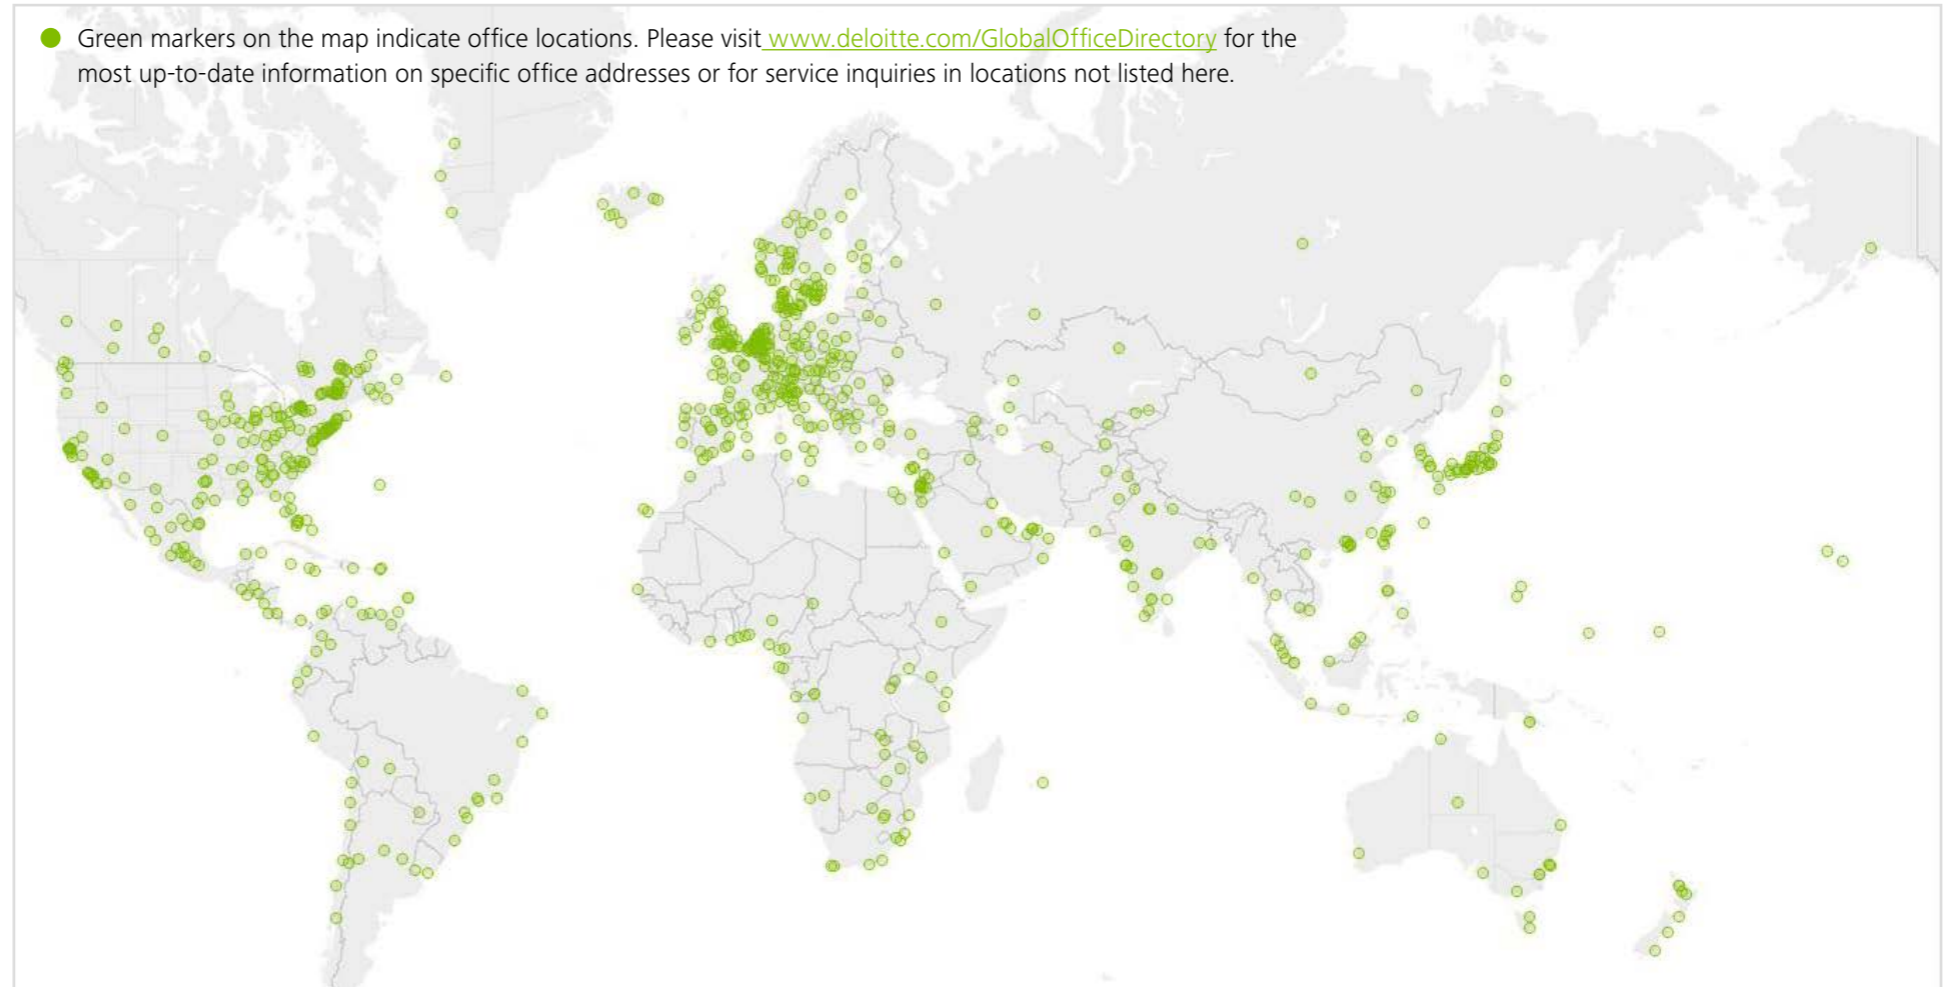 Green markers on the map indicate office locations. Please visit www.deloitte.com/GlobalOfficeDirectory for the
most up-to-date information on specific office addresses or for service inquiries in locations not listed here.